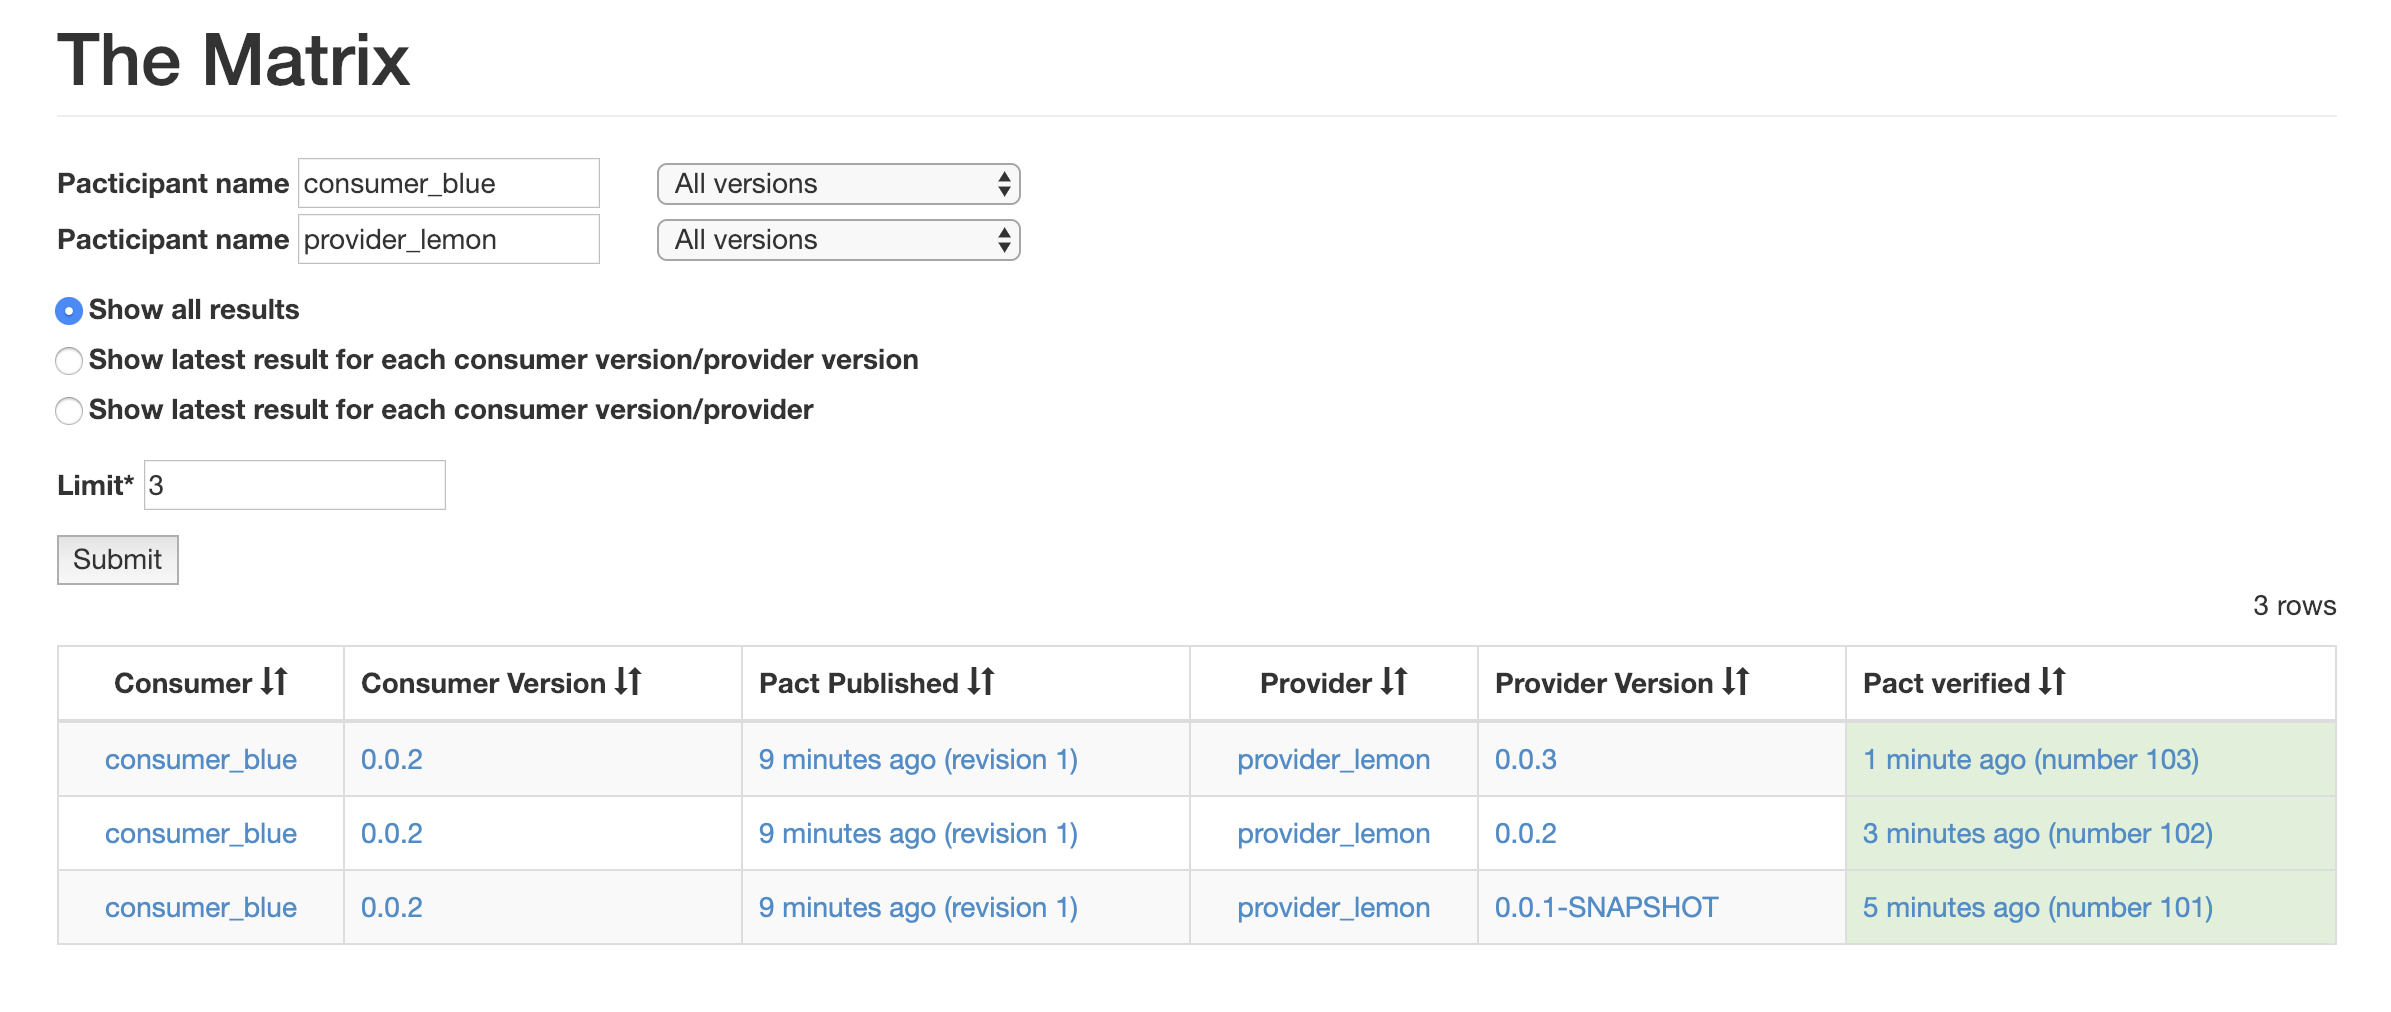 The Matrix
Pacticipant name consumer_blue All versions
Pacticipant name provider_lemon All versions
Show all results
Show latest result for each consumer version/provider version
Show latest result for each consumer version/provider
Limit* 3
Submit
3 rows
Consumer Consumer Version Pact Published Provider Provider Version Pact verified
consumer_blue 0.0.2 9 minutes ago (revision 1) provider_lemon 0.0.3 1 minute ago (number 103)
consumer_blue 0.0.2 9 minutes ago (revision 1) provider_lemon 0.0.2 3 minutes ago (number 102)
consumer_blue 0.0.2 9 minutes ago (revision 1) provider_lemon 0.0.1-SNAPSHOT 5 minutes ago (number 101)